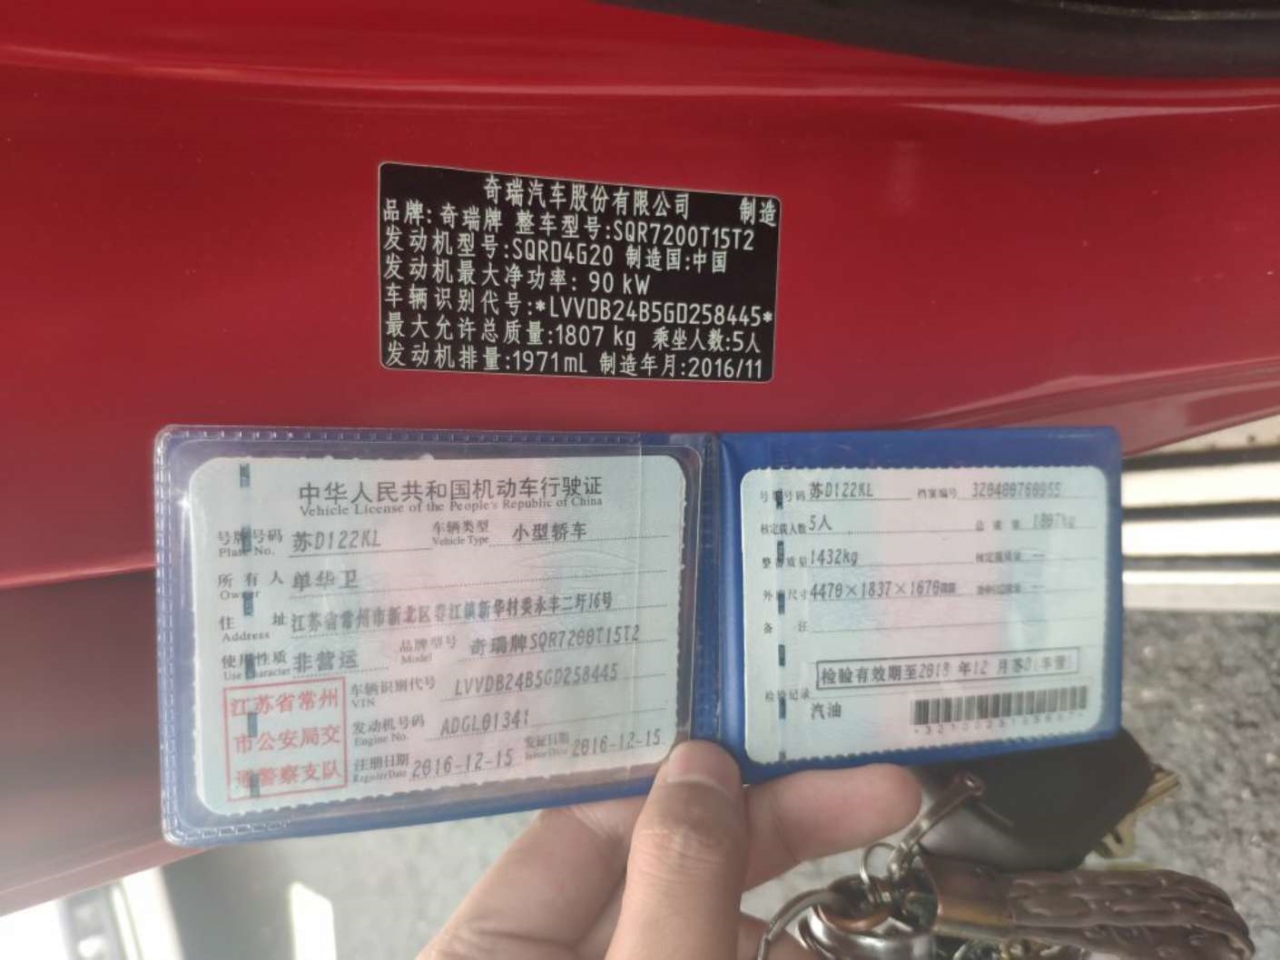 奇瑞汽车股份有限公司 制造
品牌: 奇瑞牌 整车型号:SQR7200T15T2
发动机型号:SQRD4G20 制造国:中国
发动机最大净功率: 90 kW
车辆识别代号:*LVVDB24B5GD258445*
最大允许总质量:1807 kg 乘坐人数:5人
发动机排量:1971mL 制造年月:2016/11
中华人民共和国机动车行驶证
Vehicle License of the People's Republic of China
号牌号码 苏D122KL 车辆类型 小型轿车
Plate No. Vehicle Type
所有人 单华卫
Owner
住址 江苏省常州市新北区春江镇新华村委永丰二圩16号
Address
使用性质 非营运 品牌型号 奇瑞牌SQR7200T15T2
Use Character Model
江苏省常州
市公安局交
通警察支队
车辆识别代号 LVVDB24B5GD258445
VIN
发动机号码 ADGL01341
Engine No.
注册日期 2016-12-15 发证日期 2016-12-15
Register Date Issue Date
号牌号码 苏D122KL 档案编号
核定载人数 5人 总质量 1807kg
整备质量 1432kg 核定载质量 --
外廓尺寸 4470×1837×1670mm
备注
检验有效期至2018年12月苏D
检验记录
汽油